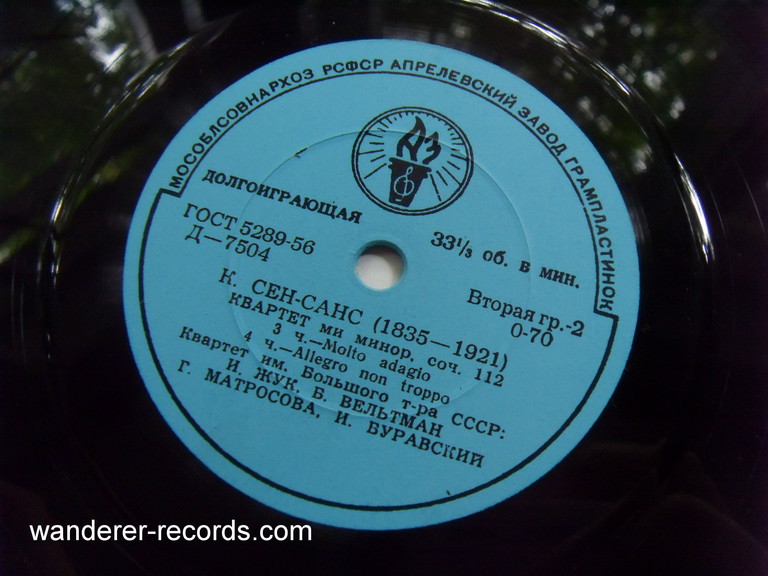 МОСОБЛСОВНАРХОЗ РСФСР АПРЕЛЕВСКИЙ ЗАВОД ГРАМПЛАСТИНОК
АЗ
ДОЛГОИГРАЮЩАЯ
33⅓ об. в мин.
ГОСТ 5289-56
Д—7504
Вторая гр.-2
0-70
К. СЕН-САНС (1835—1921)
КВАРТЕТ МИ МИНОР, СОЧ. 112
3 ч.—Molto adagio
4 ч.—Allegro non troppo
Квартет им. Большого т-ра СССР:
И. ЖУК, Б. ВЕЛЬТМАН
Г. МАТРОСОВА, И. БУРАВСКИЙ
wanderer-records.com